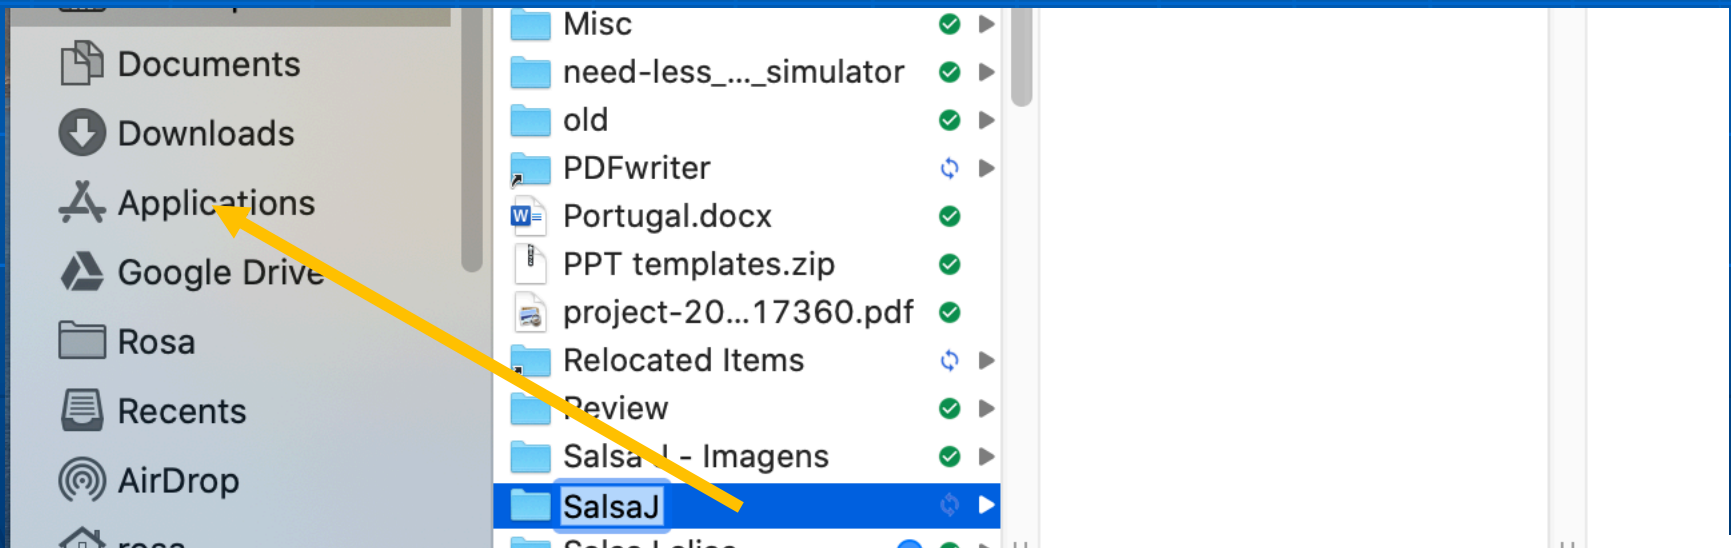 Documents
Downloads
Applications
Google Drive
Rosa
Recents
AirDrop
rosa
Misc
need-less_..._simulator
old
PDFwriter
W
Portugal.docx
PPT templates.zip
project-20...17360.pdf
Relocated Items
Review
Salsa J - Imagens
SalsaJ